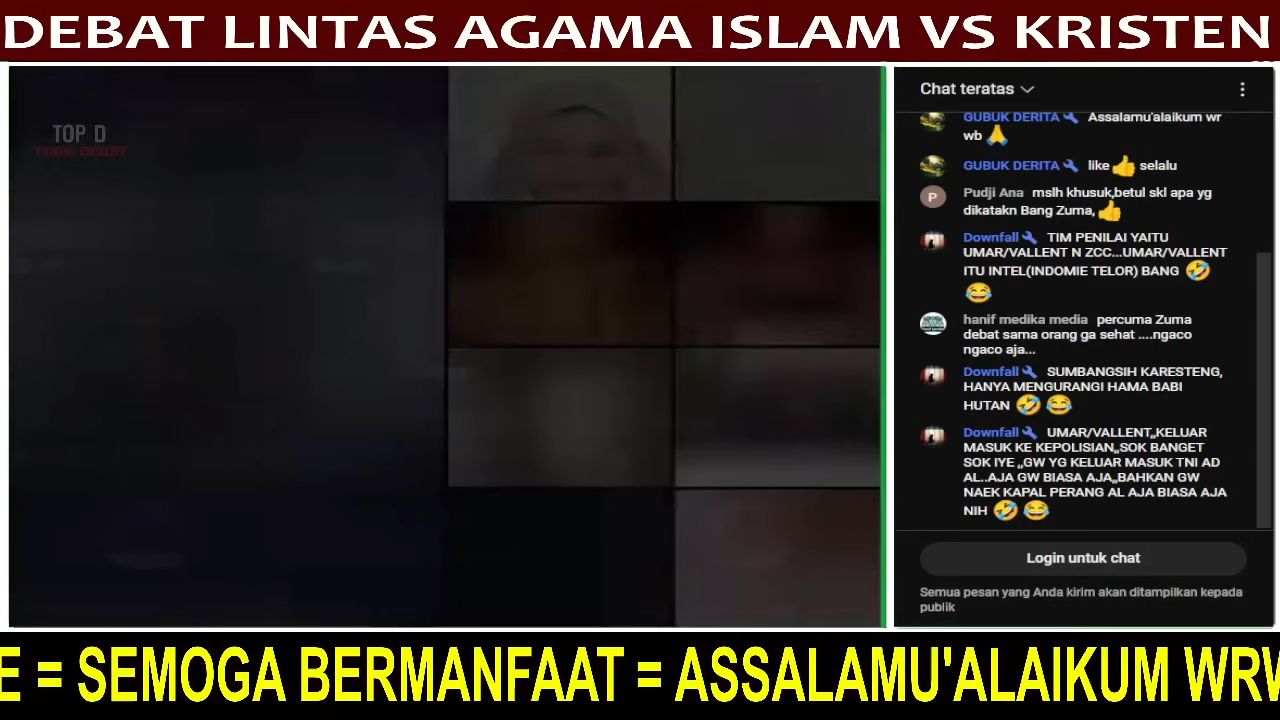 DEBAT LINTAS AGAMA ISLAM VS KRISTEN
TOP D
TREN DEBAT
Chat teratas
GUBUK DERITA Assalamu'alaikum wr
wb 🙏
GUBUK DERITA like 👍 selalu
P
Pudji Ana mslh khusuk,betul skl apa yg
dikatakn Bang Zuma, 👍
Downfall TIM PENILAI YAITU
UMAR/VALLENT N ZCC...UMAR/VALLENT
ITU INTEL(INDOMIE TELOR) BANG 🤣
😂
hanif medika media percuma Zuma
debat sama orang ga sehat ....ngaco
ngaco aja...
Downfall SUMBANGSIH KARESTENG,
HANYA MENGURANGI HAMA BABI
HUTAN 🤣 😂
Downfall UMAR/VALLENT,,KELUAR
MASUK KE KEPOLISIAN,,SOK BANGET
SOK IYE ,,GW YG KELUAR MASUK TNI AD
AL..AJA GW BIASA AJA,,BAHKAN GW
NAEK KAPAL PERANG AL AJA BIASA AJA
NIH 🤣 😂
Login untuk chat
Semua pesan yang Anda kirim akan ditampilkan kepada
publik
E = SEMOGA BERMANFAAT = ASSALAMU'ALAIKUM WRW